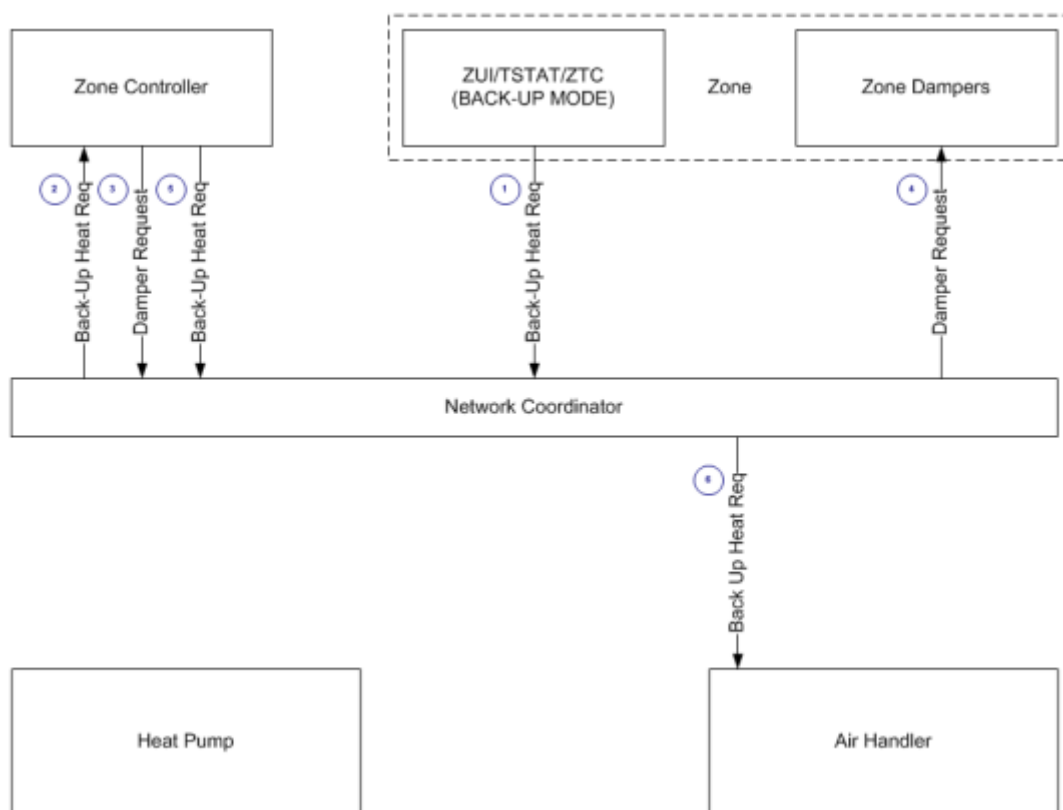 Zone Controller
ZUI/TSTAT/ZTC
(BACK-UP MODE)
Zone
Zone Dampers
2
Back-Up Heat Req
3
Damper Request
5
Back-Up Heat Req
1
Back-Up Heat Req
4
Damper Request
Network Coordinator
6
Back Up Heat Req
Heat Pump
Air Handler